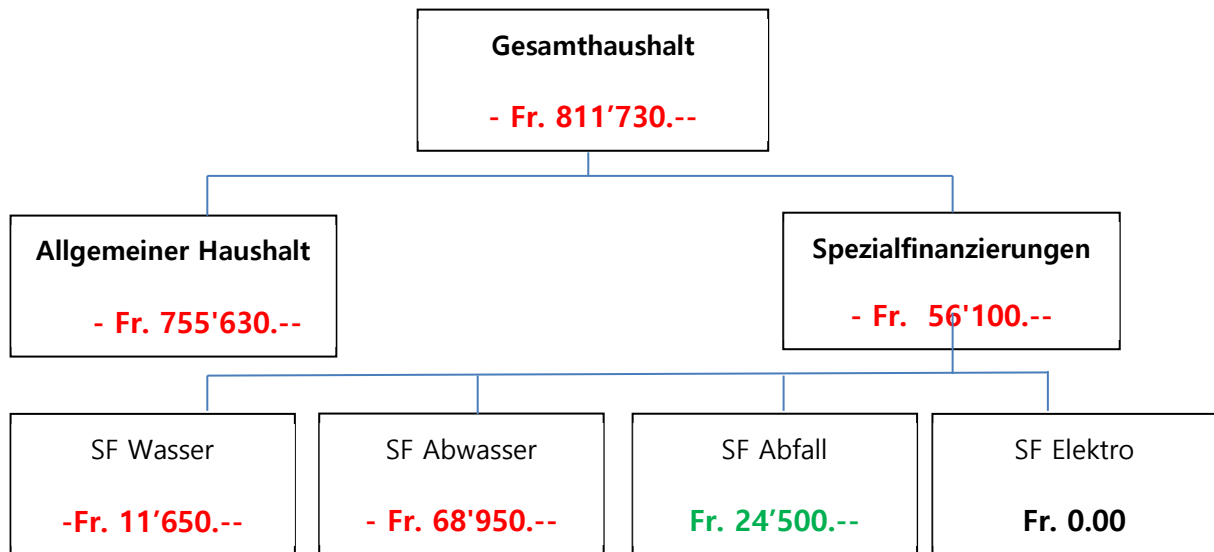 Gesamthaushalt
- Fr. 811’730.--
Allgemeiner Haushalt
- Fr. 755'630.--
Spezialfinanzierungen
- Fr.  56'100.--
SF Wasser
-Fr. 11’650.--
SF Abwasser
- Fr. 68'950.--
SF Abfall
Fr. 24’500.--
SF Elektro
Fr. 0.00